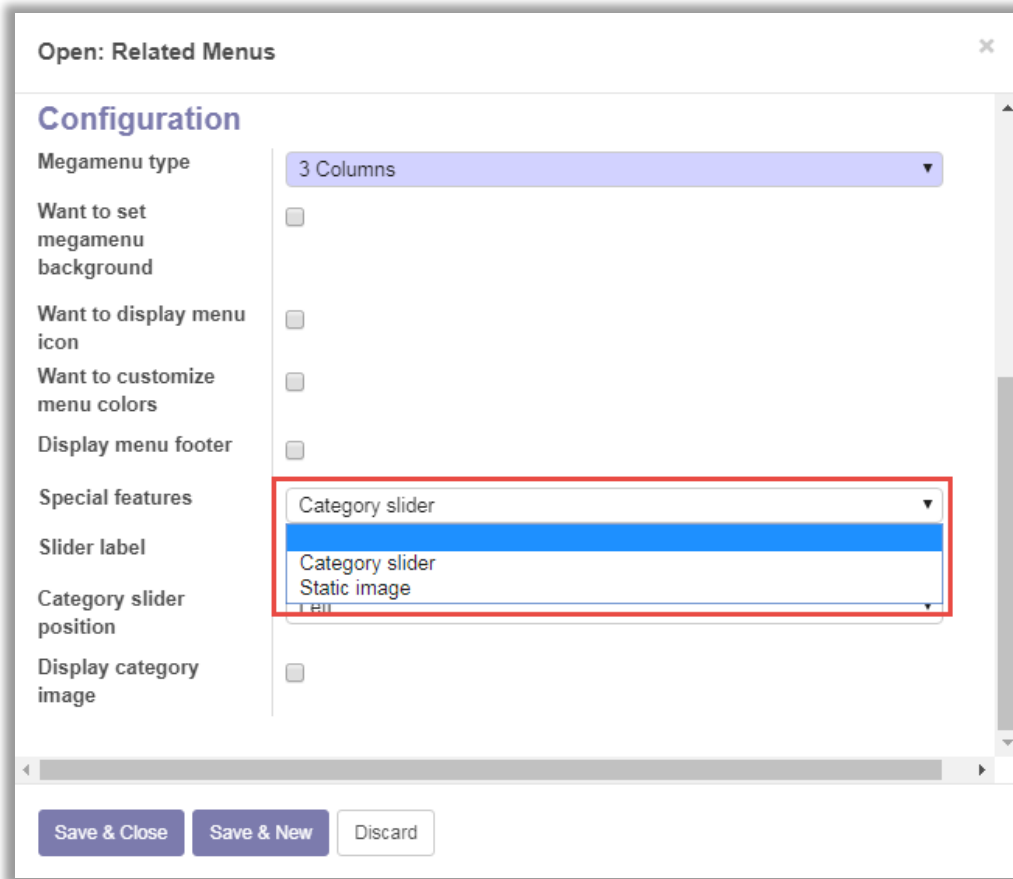 Open: Related Menus
×
Configuration
Megamenu type
3 Columns
Want to set
megamenu
background
Want to display menu
icon
Want to customize
menu colors
Display menu footer
Special features
Category slider
Category slider
Static image
Slider label
Category slider
position
Left
Display category
image
Save & Close
Save & New
Discard